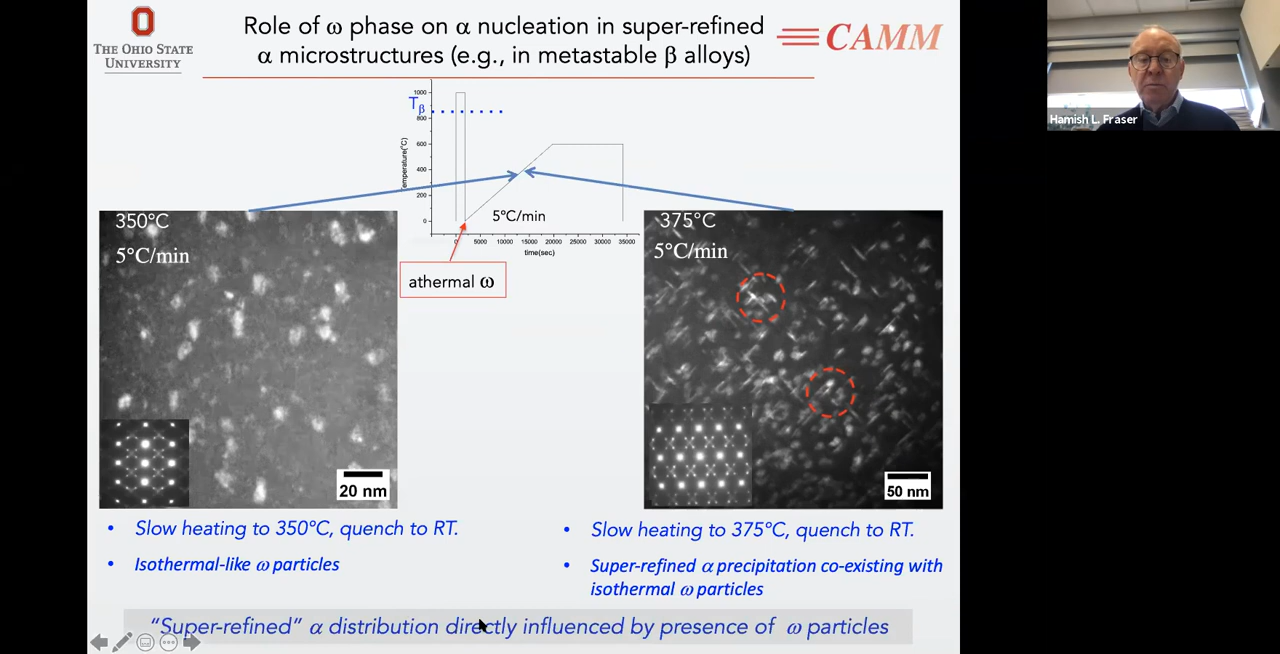 THE OHIO STATE
UNIVERSITY
Role of ω phase on α nucleation in super-refined
α microstructures (e.g., in metastable β alloys)
CAMM
Hamish L. Fraser
Tβ
1000
800
600
400
200
0
Temperature(°C)
5°C/min
0 5000 10000 15000 20000 25000 30000 35000
time(sec)
athermal ω
350°C
5°C/min
20 nm
375°C
5°C/min
50 nm
• Slow heating to 350°C, quench to RT.
• Isothermal-like ω particles
• Slow heating to 375°C, quench to RT.
• Super-refined α precipitation co-existing with
isothermal ω particles
“Super-refined” α distribution directly influenced by presence of ω particles